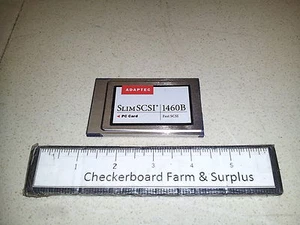 ADAPTEC
SLIMSCSI® 1460B
PC Card Fast SCSI
1 2 3 4 5
Checkerboard Farm & Surplus